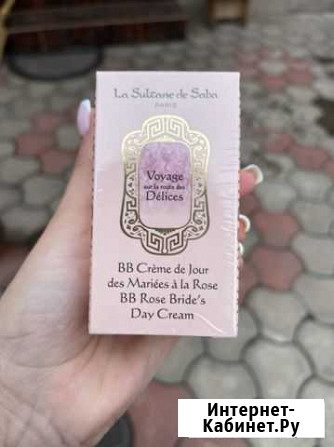 La Sultane de Saba
PARIS
Voyage
sur la route des
Délices
BB Crème de Jour
des Mariées à la Rose
BB Rose Bride's
Day Cream
Интернет-
Кабинет.Ру